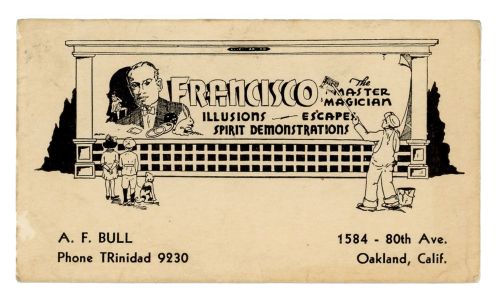 FRANCISCO The
MASTER
MAGICIAN
ILLUSIONS — ESCAPES
SPIRIT DEMONSTRATIONS
A. F. BULL
1584 - 80th Ave.
Phone TRinidad 9230
Oakland, Calif.